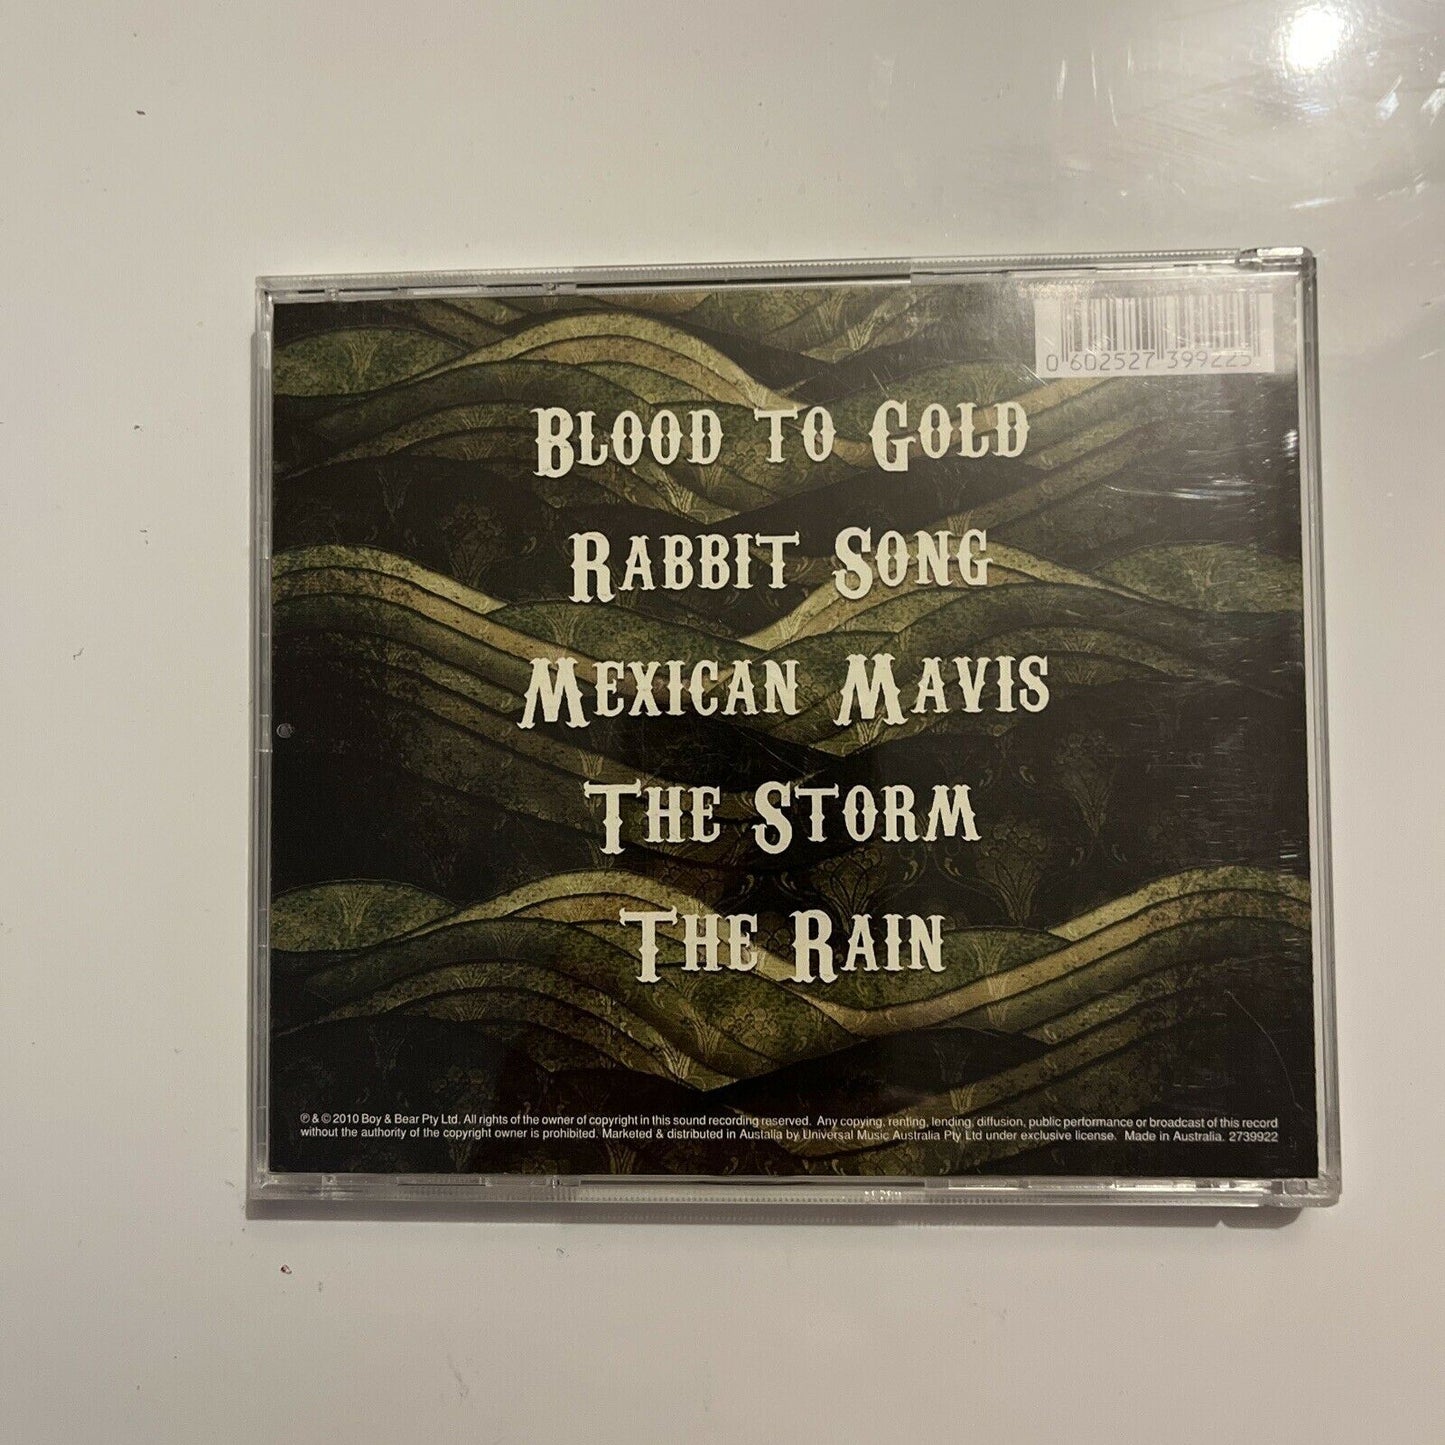 0 602527 399225
BLOOD TO GOLD
RABBIT SONG
MEXICAN MAVIS
THE STORM
THE RAIN
℗ & © 2010 Boy & Bear Pty Ltd. All rights of the owner of copyright in this sound recording reserved. Any copying, renting, lending, diffusion, public performance or broadcast of this record
without the authority of the copyright owner is prohibited. Marketed & distributed in Austalia by Universal Music Australia Pty Ltd under exclusive license. Made in Australia. 2739922